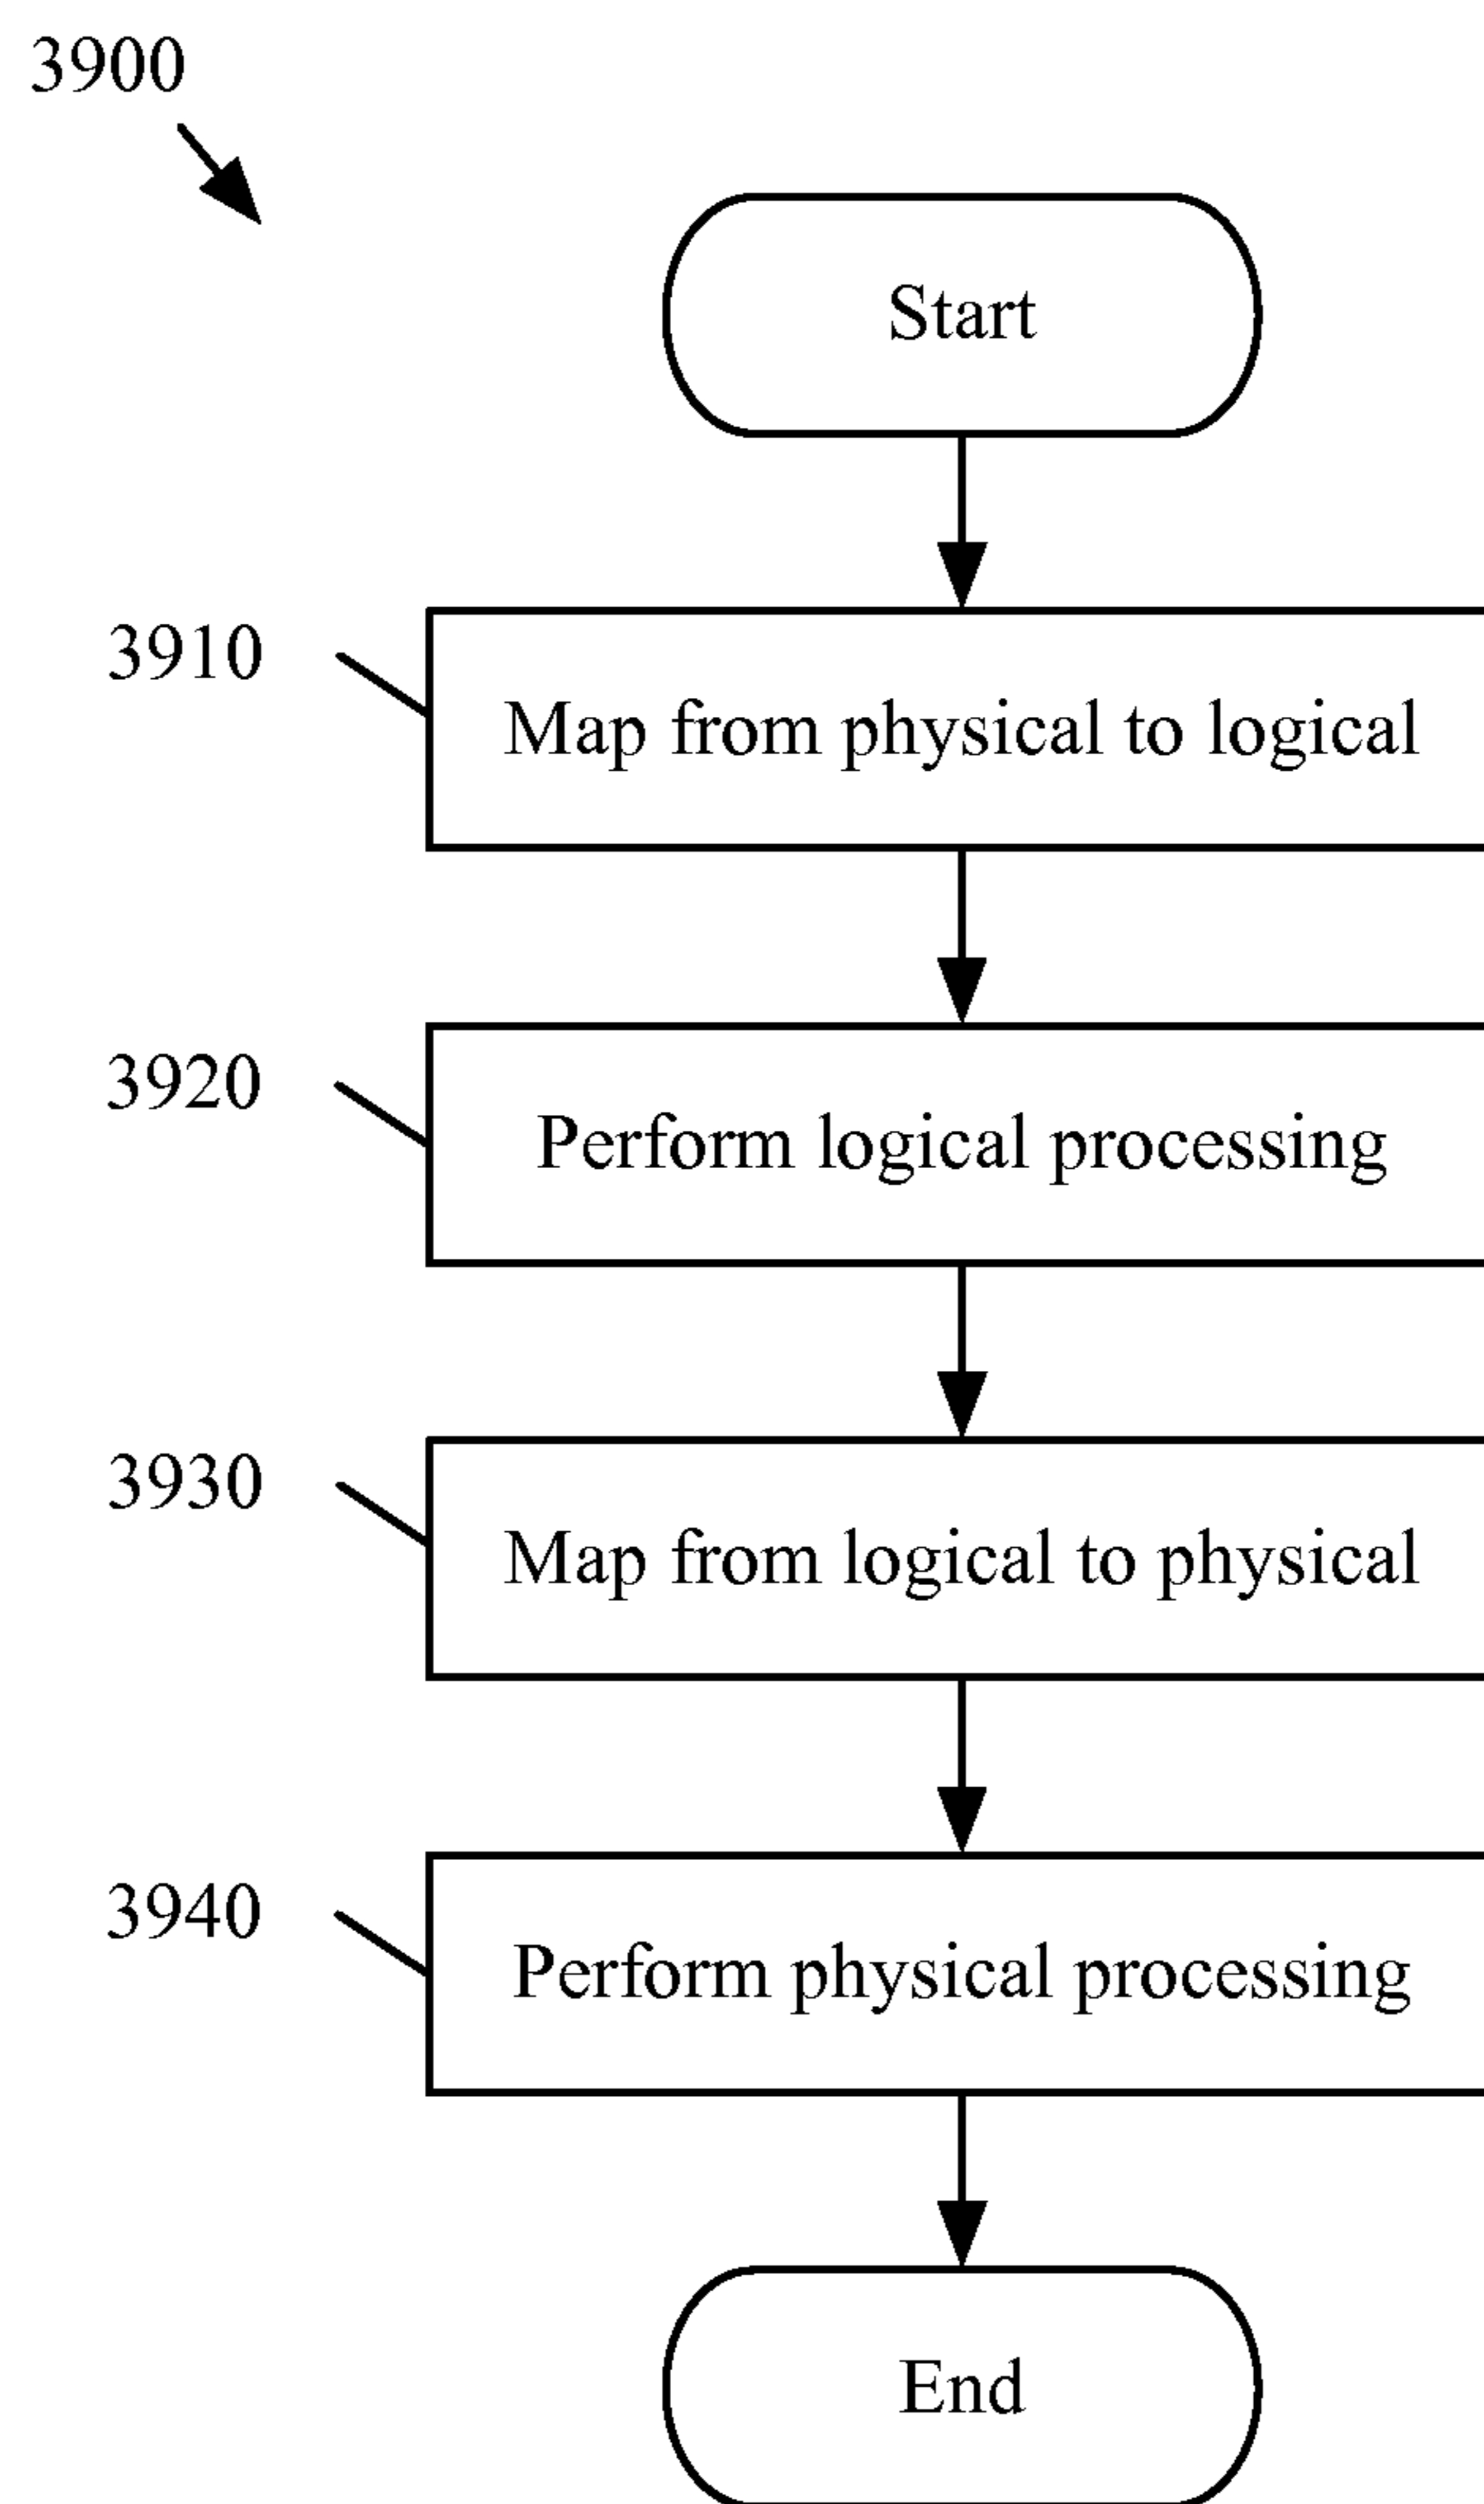 3900
Start
3910
Map from physical to logical
3920
Perform logical processing
3930
Map from logical to physical
3940
Perform physical processing
End